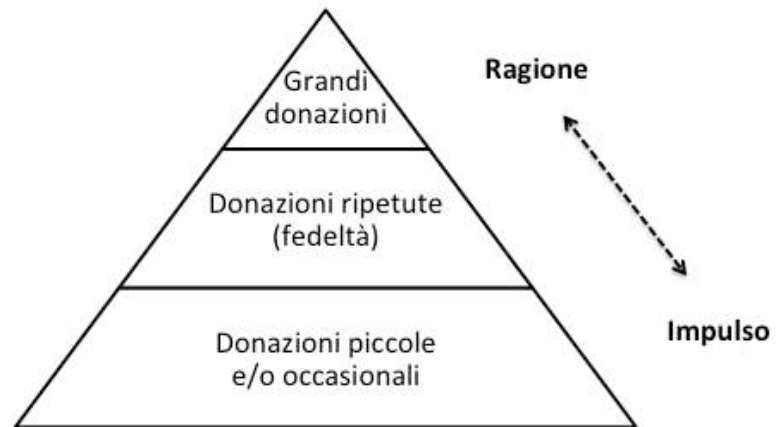 Grandi
donazioni
Ragione
Donazioni ripetute
(fedeltà)
Donazioni piccole
e/o occasionali
Impulso